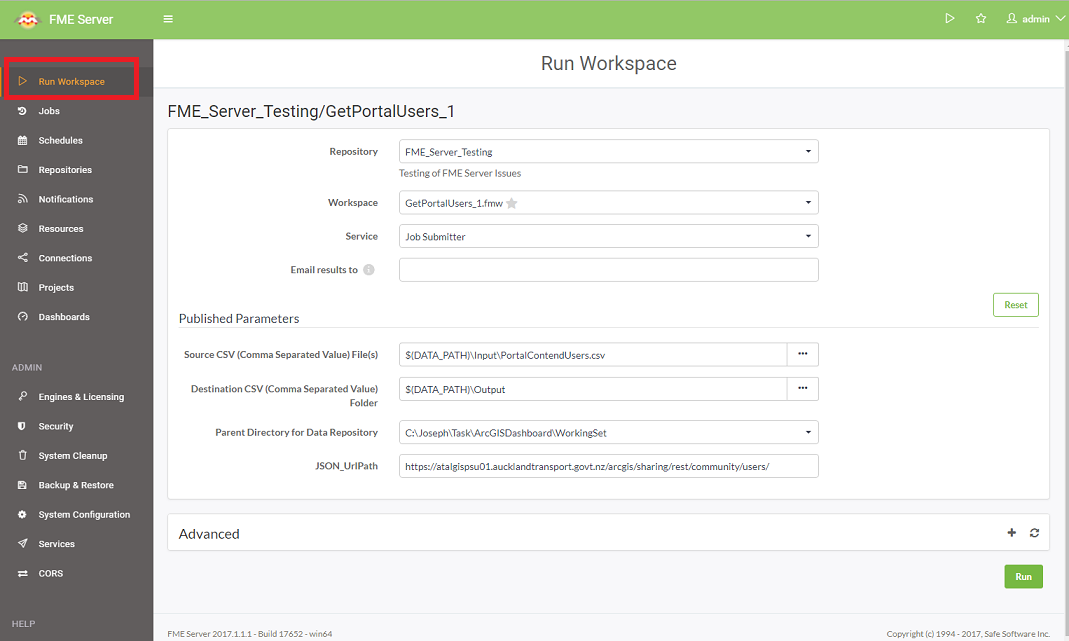 FME Server
admin
Run Workspace
Jobs
Schedules
Repositories
Notifications
Resources
Connections
Projects
Dashboards
ADMIN
Engines & Licensing
Security
System Cleanup
Backup & Restore
System Configuration
Services
CORS
HELP
Run Workspace
FME_Server_Testing/GetPortalUsers_1
Repository
FME_Server_Testing
Testing of FME Server Issues
Workspace
GetPortalUsers_1.fmw
Service
Job Submitter
Email results to
Reset
Published Parameters
Source CSV (Comma Separated Value) File(s)
$(DATA_PATH)\Input\PortalContendUsers.csv
...
Destination CSV (Comma Separated Value)
Folder
$(DATA_PATH)\Output
...
Parent Directory for Data Repository
C:\Joseph\Task\ArcGISDashboard\WorkingSet
JSON_UrlPath
https://atalgispsu01.aucklandtransport.govt.nz/arcgis/sharing/rest/community/users/
Advanced
Run
FME Server 2017.1.1.1 - Build 17652 - win64
Copyright (c) 1994 - 2017, Safe Software Inc.